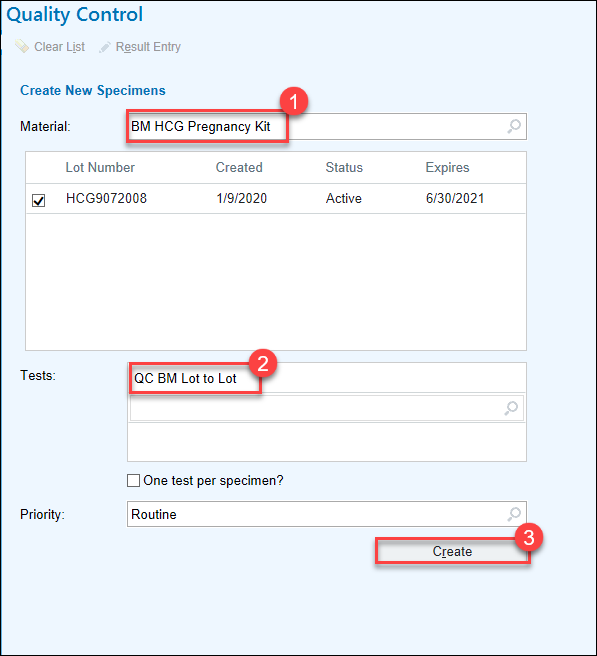 Quality Control
Clear List Result Entry
Create New Specimens
1
Material: BM HCG Pregnancy Kit
Lot Number Created Status Expires
HCG9072008 1/9/2020 Active 6/30/2021
2
Tests: QC BM Lot to Lot
One test per specimen?
Priority: Routine
3
Create